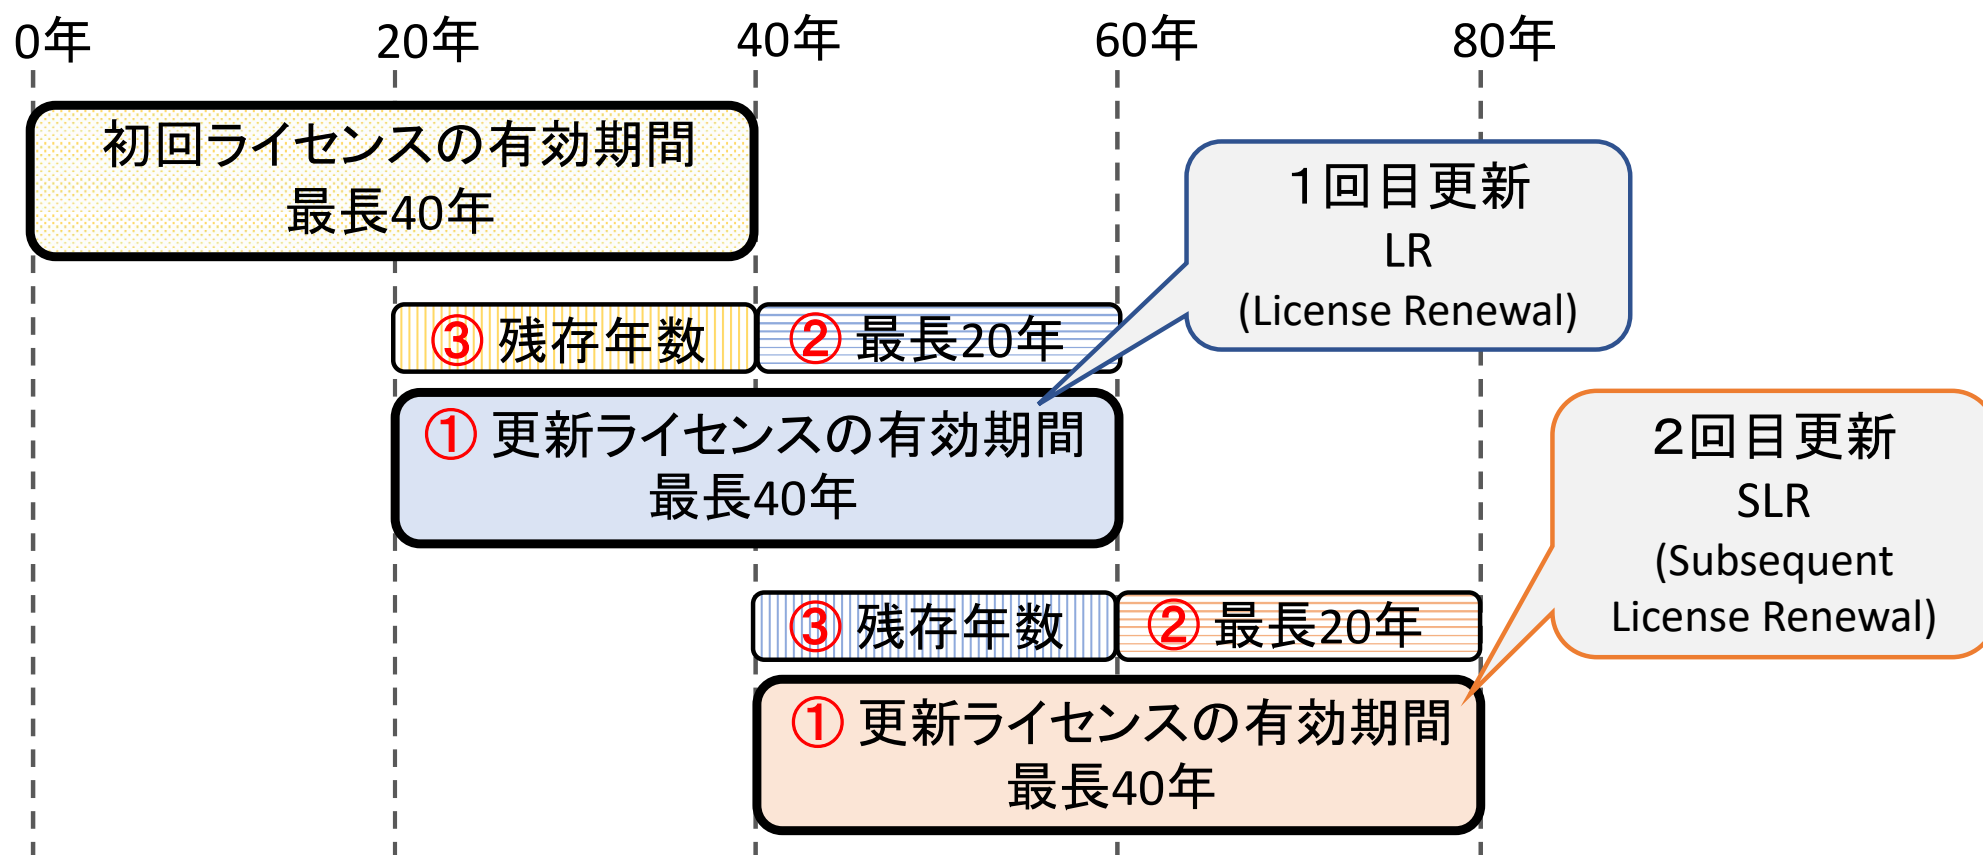 0年 20年 40年 60年 80年
初回ライセンスの有効期間
最長40年
1回目更新
LR
(License Renewal)
③ 残存年数 ② 最長20年
① 更新ライセンスの有効期間
最長40年
2回目更新
SLR
(Subsequent
License Renewal)
③ 残存年数 ② 最長20年
① 更新ライセンスの有効期間
最長40年